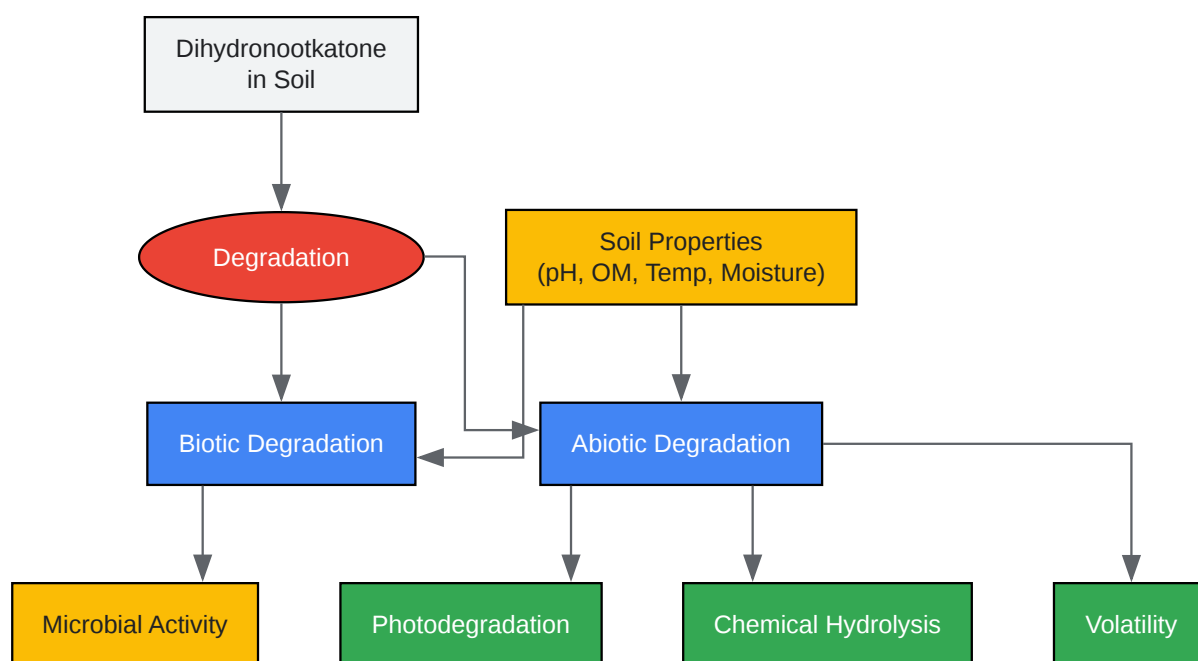 Dihydronootkatone
in Soil
Degradation
Soil Properties
(pH, OM, Temp, Moisture)
Biotic Degradation
Abiotic Degradation
Microbial Activity
Photodegradation
Chemical Hydrolysis
Volatility